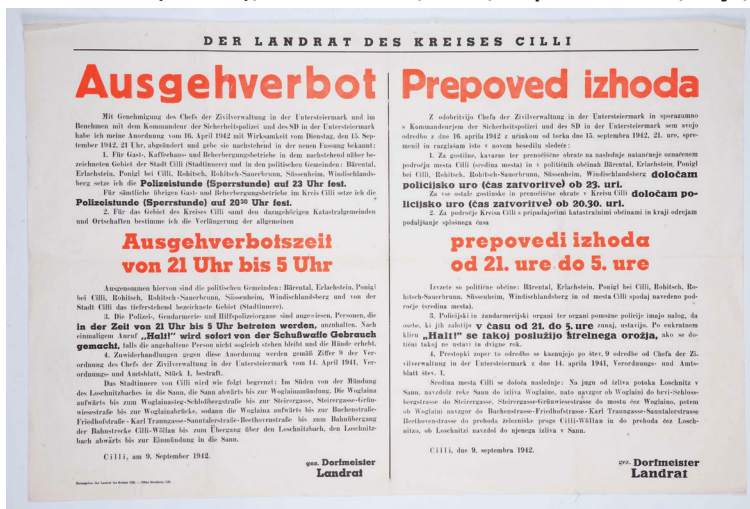 DER LANDRAT DES KREISES CILLI
Ausgehverbot
Mit Genehmigung des Chefs der Zivilverwaltung in der Untersteiermark und im
Benehmen mit dem Kommandeur der Sicherheitspolizei und des SD in der Untersteiermark
habe ich meine Anordnung vom 16. April 1942 mit Wirksamkeit vom Dienstag, den 15. Sep-
tember 1942, 21 Uhr, abgeändert und gebe sie nachstehend in der neuen Fassung bekannt:
1. Für Gast-, Kaffeehaus- und Beherbergungsbetriebe in dem nachstehend näher be-
zeichneten Gebiet der Stadt Cilli (Stadtinnere) und in den politischen Gemeinden: Bärental,
Erlachstein, Ponigl bei Cilli, Rohitsch, Rohitsch-Sauerbrunn, Süssenheim, Windischlands-
berg setze ich die Polizeistunde (Sperrstunde) auf 23 Uhr fest.
Für sämtliche übrigen Gast- und Beherbergungsbetriebe im Kreis Cilli setze ich die
Polizeistunde (Sperrstunde) auf 20³⁰ Uhr fest.
2. Für das Gebiet des Kreises Cilli samt den dazugehörigen Katastralgemeinden
und Ortschaften bestimme ich die Verlängerung der allgemeinen
Ausgehverbotszeit
von 21 Uhr bis 5 Uhr
Ausgenommen hiervon sind die politischen Gemeinden: Bärental, Erlachstein, Ponigl
bei Cilli, Rohitsch, Rohitsch-Sauerbrunn, Süssenheim, Windischlandsberg und von der
Stadt Cilli das tieferstehend bezeichnete Gebiet (Stadtinnere).
3. Die Polizei-, Gendarmerie- und Hilfspolizeiorgane sind angewiesen, Personen, die
in der Zeit von 21 Uhr bis 5 Uhr betreten werden, anzuhalten. Nach
einmaligem Anruf „Halt!" wird sofort von der Schußwaffe Gebrauch
gemacht, falls die angehaltene Person nicht sogleich stehen bleibt und die Hände erhebt.
4. Zuwiderhandlungen gegen diese Anordnung werden gemäß Ziffer 9 der Ver-
ordnung des Chefs der Zivilverwaltung in der Untersteiermark vom 14. April 1941, Ver-
ordnungs- und Amtsblatt, Stück 1, bestraft.
Das Stadtinnere von Cilli wird wie folgt begrenzt: Im Süden von der Mündung
des Loschnitzbaches in die Sann, die Sann abwärts bis zur Woglainamündung. Die Woglaina
aufwärts bis zum Woglainasteg-Schloßbergstraße bis zur Steirergasse, Steirergasse-Grün-
wiesestraße bis zur Woglainabrücke, sodann die Woglaina aufwärts bis zur Buchenstraße-
Friedhofstraße - Karl Traungasse-Sanntalerstraße-Beethovenstraße bis zum Bahnübergang
der Bahnstrecke Cilli-Wöllan bis zum Übergang über den Loschnitzbach, den Loschnitz-
bach abwärts bis zur Einmündung in die Sann.
Cilli, am 9. September 1942.
gez. Dorfmeister
Landrat
Prepoved izhoda
Z odobritvijo Chefa der Zivilverwaltung in der Untersteiermark in sporazumno
s Kommandeurjem der Sicherheitspolizei und des SD in der Untersteiermark sem svojo
odredbo z dne 16. aprila 1942 z učinkom od torka dne 15. septembra 1942, 21. ure, spre-
menil in razglašam isto v novem besedilu sledeče:
1. Za gostilne, kavarne ter prenočiščne obrate na naslednje natančneje označenem
področju mesta Cilli (sredina mesta) in v političnih občinah Bärental, Erlachstein, Ponigl
bei Cilli, Rohitsch, Rohitsch-Sauerbrunn, Süssenheim, Windischlandsberg določam
policijsko uro (čas zatvoritve) ob 23. uri.
Za vse ostale gostinske in prenočiščne obrate v Kreisu Cilli določam po-
licijsko uro (čas zatvoritve) ob 20.30. uri.
2. Za področje Kreisa Cilli s pripadajočimi katastralnimi občinami in kraji odrejam
podaljšanje splošnega časa
prepovedi izhoda
od 21. ure do 5. ure
Izvzete so politične občine: Bärental, Erlachstein, Ponigl bei Cilli, Rohitsch, Ro-
hitsch-Sauerbrunn, Süssenheim, Windischlandsberg in od mesta Cilli spodaj navedeno pod-
ročje (sredina mesta).
3. Policijski in žandarmerijski organi ter organi pomožne policije imajo nalog, da
osebe, ki jih zalotijo v času od 21. do 5. ure zunaj, ustavijo. Po enkratnem
klicu „Halt!" se takoj poslužijo strelnega orožja, ako se do-
tični takoj ne ustavi in dvigne rok.
4. Prestopki zoper to odredbo se kaznujejo po štev. 9 odredbe od Chefa der Zi-
vilverwaltung in der Untersteiermark z dne 14. aprila 1941, Verordnungs- und Amts-
blatt štev. 1.
Sredina mesta Cilli se določa naslednje: Na jugu od izliva potoka Loschnitz v
Sann, navzdolž reke Sann do izliva Woglaine, nato navzgor ob Woglaini do brvi-Schloss-
bergstrasse do Steirergasse, Steirergasse-Grünwiesestrasse do mosta čez Woglaino, potem
ob Woglaini navzgor do Buchenstrasse-Friedhofstrasse - Karl Traungasse-Sanntalerstrasse
Beethovenstrasse do prehoda železniške proge Cilli-Wöllan in do prehoda čez Losch-
nitzo, ob Loschnizi navzdol do njenega izliva v Sann.
Cilli, dne 9. septembra 1942.
gez. Dorfmeister
Landrat